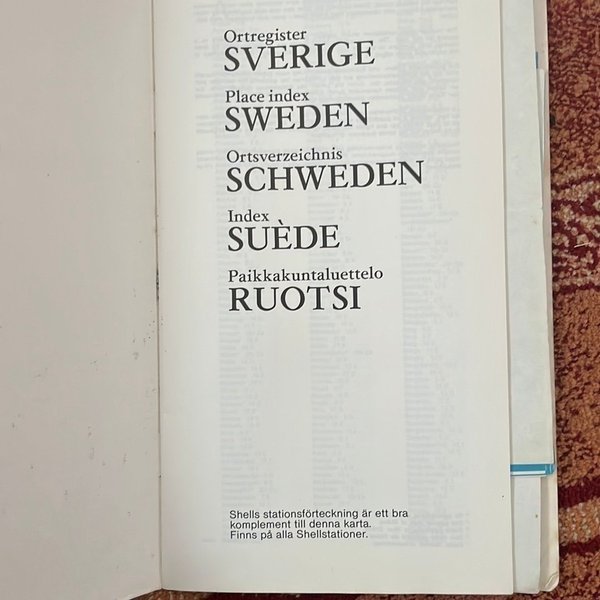 Ortregister
SVERIGE
Place index
SWEDEN
Ortsverzeichnis
SCHWEDEN
Index
SUÈDE
Paikkakuntaluettelo
RUOTSI
Shells stationsförteckning är ett bra
komplement till denna karta.
Finns på alla Shellstationer.